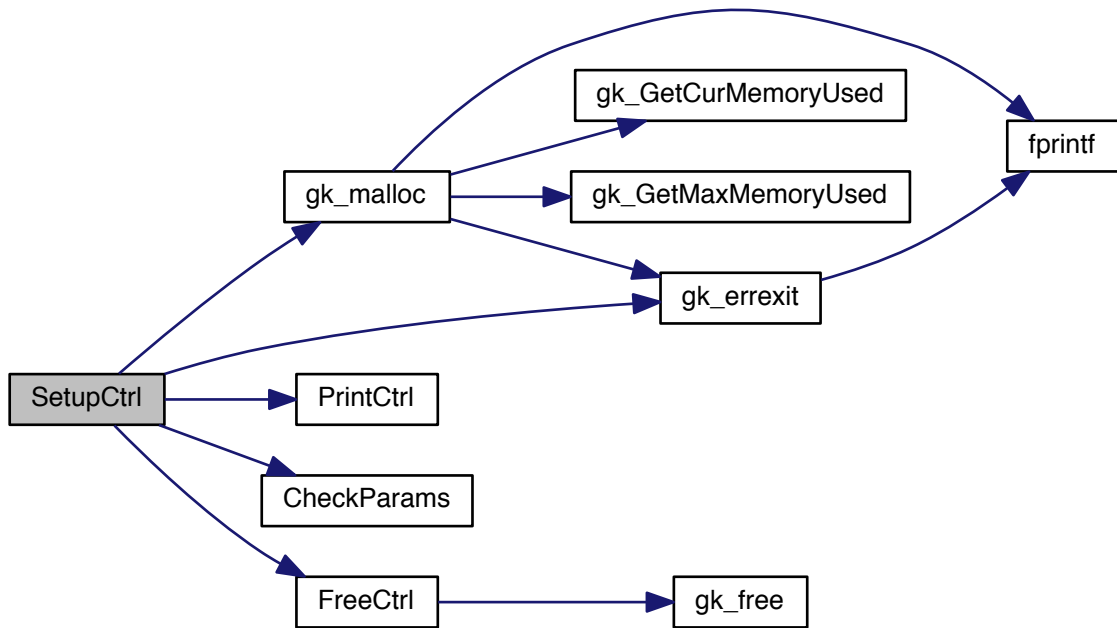 gk_GetCurMemoryUsed
fprintf
gk_malloc
gk_GetMaxMemoryUsed
gk_errexit
SetupCtrl
PrintCtrl
CheckParams
FreeCtrl
gk_free